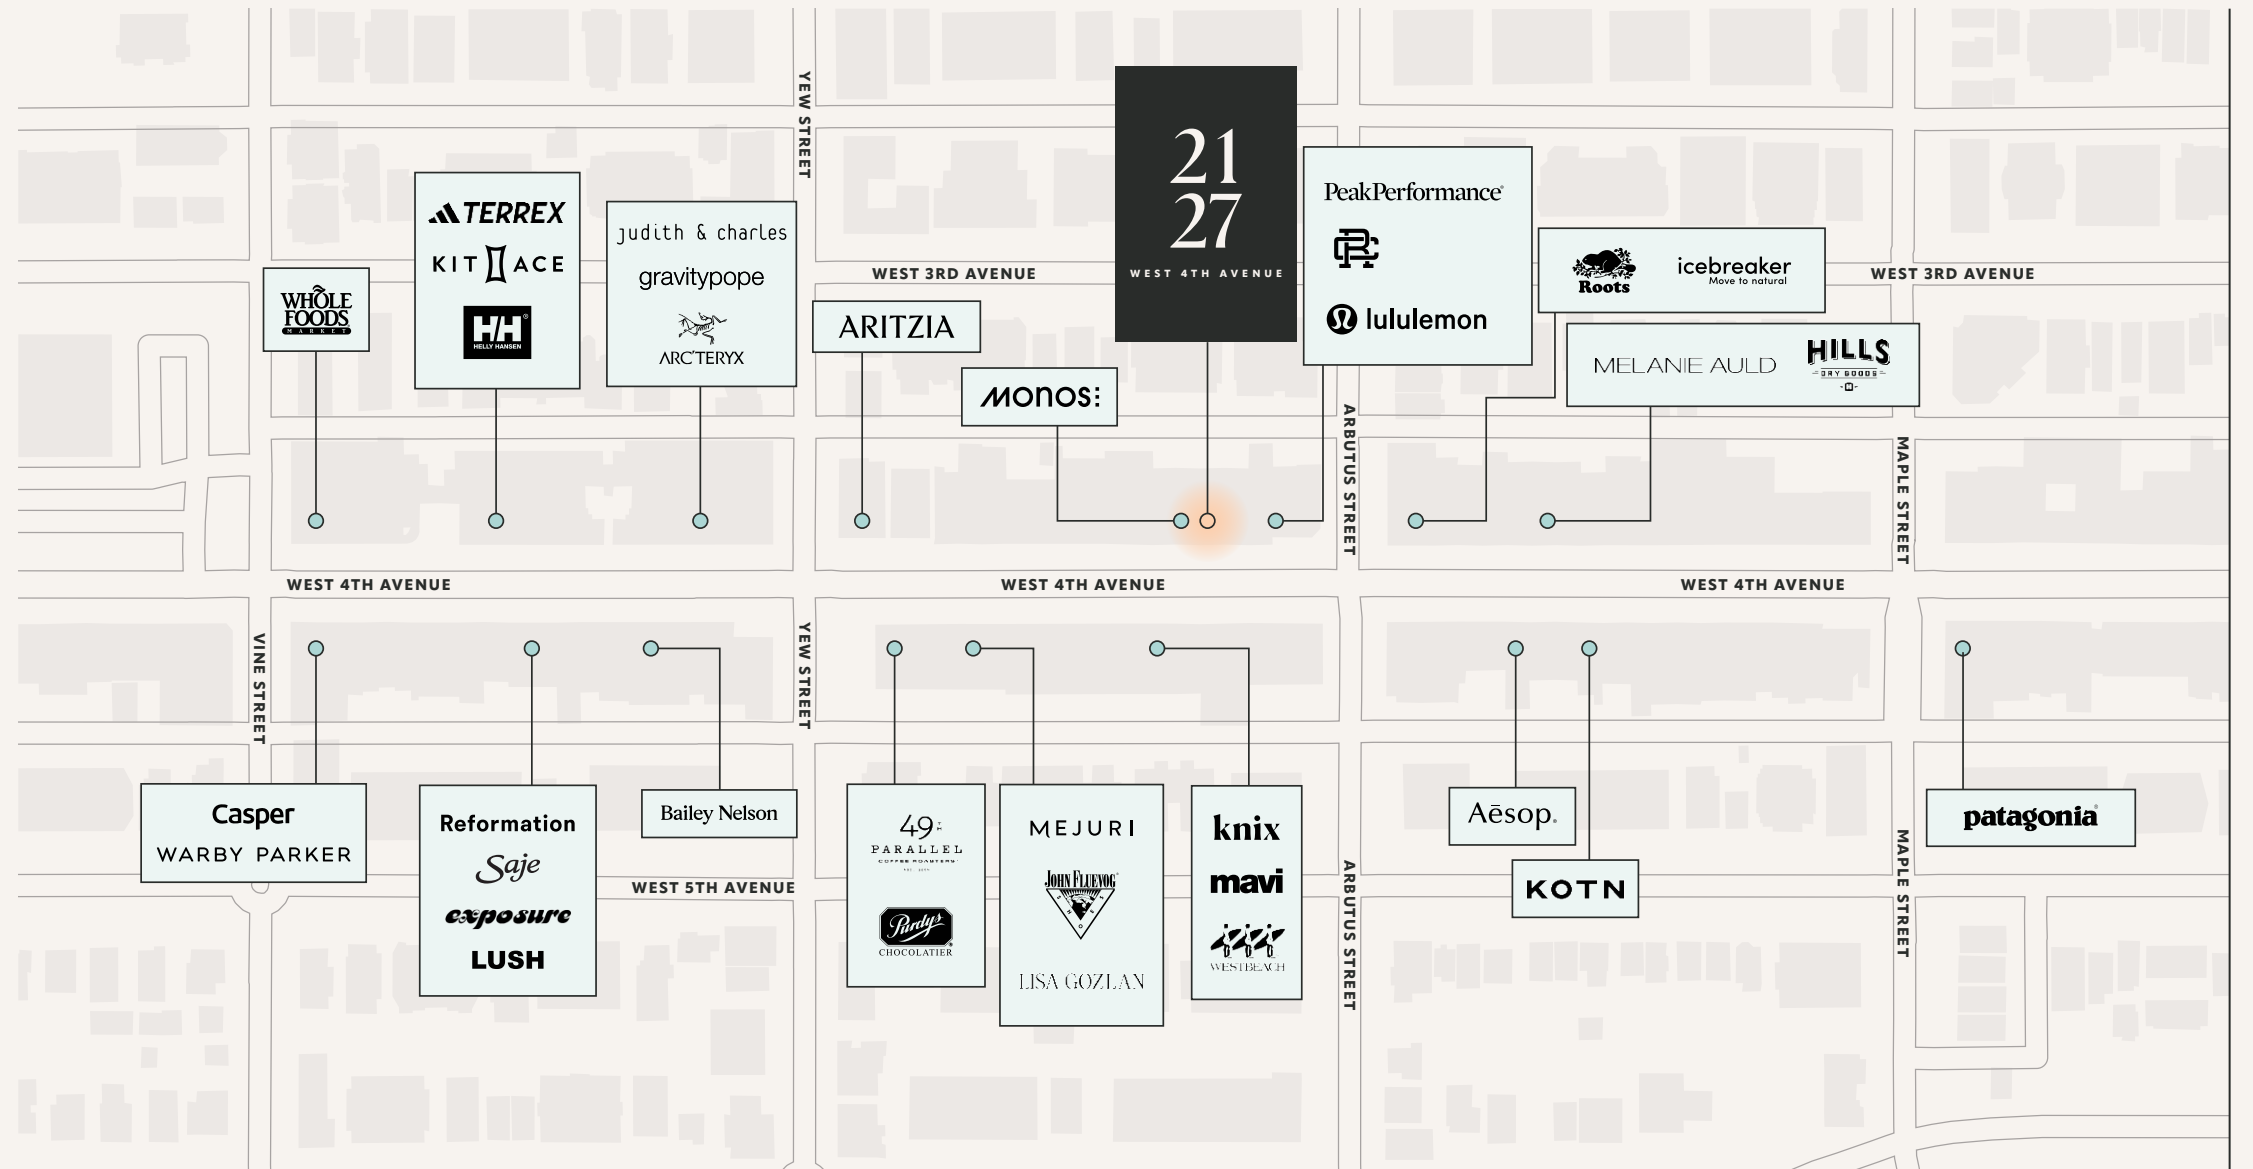 YEW STREET
21
27
WEST 4TH AVENUE
WHOLE
FOODS
MARKET
TERREX
KIT ACE
HH
HELLY HANSEN
judith & charles
gravitypope
ARC'TERYX
ARITZIA
monos
WEST 3RD AVENUE
PeakPerformance
RC
lululemon
Roots
icebreaker
Move to natural
WEST 3RD AVENUE
MELANIE AULD
HILLS
DRY GOODS
H
ARBUTUS STREET
MAPLE STREET
WEST 4TH AVENUE
WEST 4TH AVENUE
WEST 4TH AVENUE
VINE STREET
YEW STREET
Casper
WARBY PARKER
Reformation
Saje
exposure
LUSH
Bailey Nelson
WEST 5TH AVENUE
49TH
PARALLEL
COFFEE ROASTERS
Purdys
CHOCOLATIER
MEJURI
JOHN FLUEVOG
SHOES
LISA GOZLAN
knix
mavi
WESTBEACH
ARBUTUS STREET
Aēsop.
KOTN
MAPLE STREET
patagonia